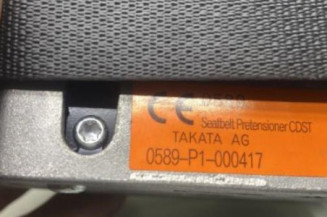 CE
Seatbelt Pretensioner CDST
TAKATA AG
0589-P1-000417